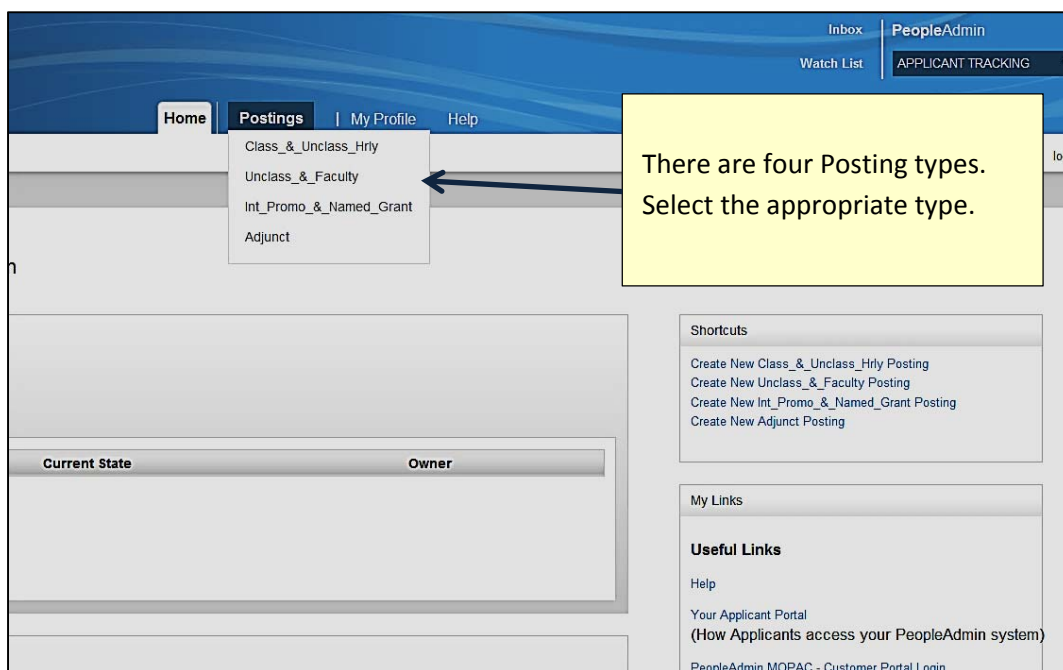 Inbox
PeopleAdmin
Watch List
APPLICANT TRACKING
Home
Postings
| My Profile
Help
Class_&_Unclass_Hrly
Unclass_&_Faculty
Int_Promo_&_Named_Grant
Adjunct
There are four Posting types.
Select the appropriate type.
lo
n
Shortcuts
Create New Class_&_Unclass_Hrly Posting
Create New Unclass_&_Faculty Posting
Create New Int_Promo_&_Named_Grant Posting
Create New Adjunct Posting
Current State
Owner
My Links
Useful Links
Help
Your Applicant Portal
(How Applicants access your PeopleAdmin system)
PeopleAdmin MOPAC - Customer Portal Login